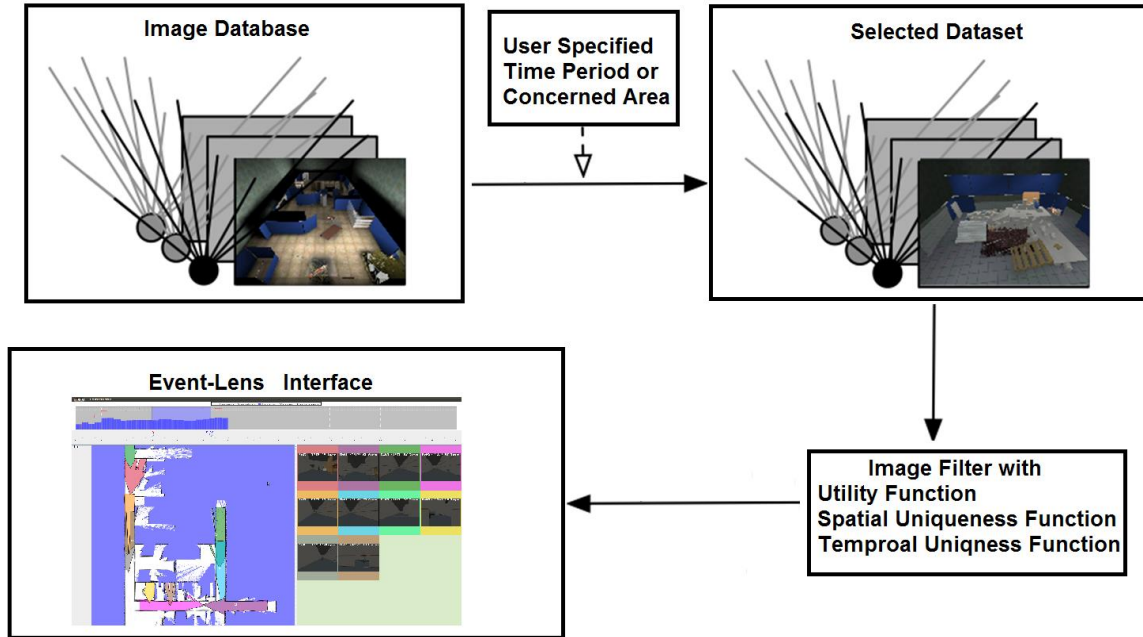 Image Database
User Specified
Time Period or
Concerned Area
Selected Dataset
Event-Lens Interface
Image Filter with
Utility Function
Spatial Uniqueness Function
Temproal Uniqness Function